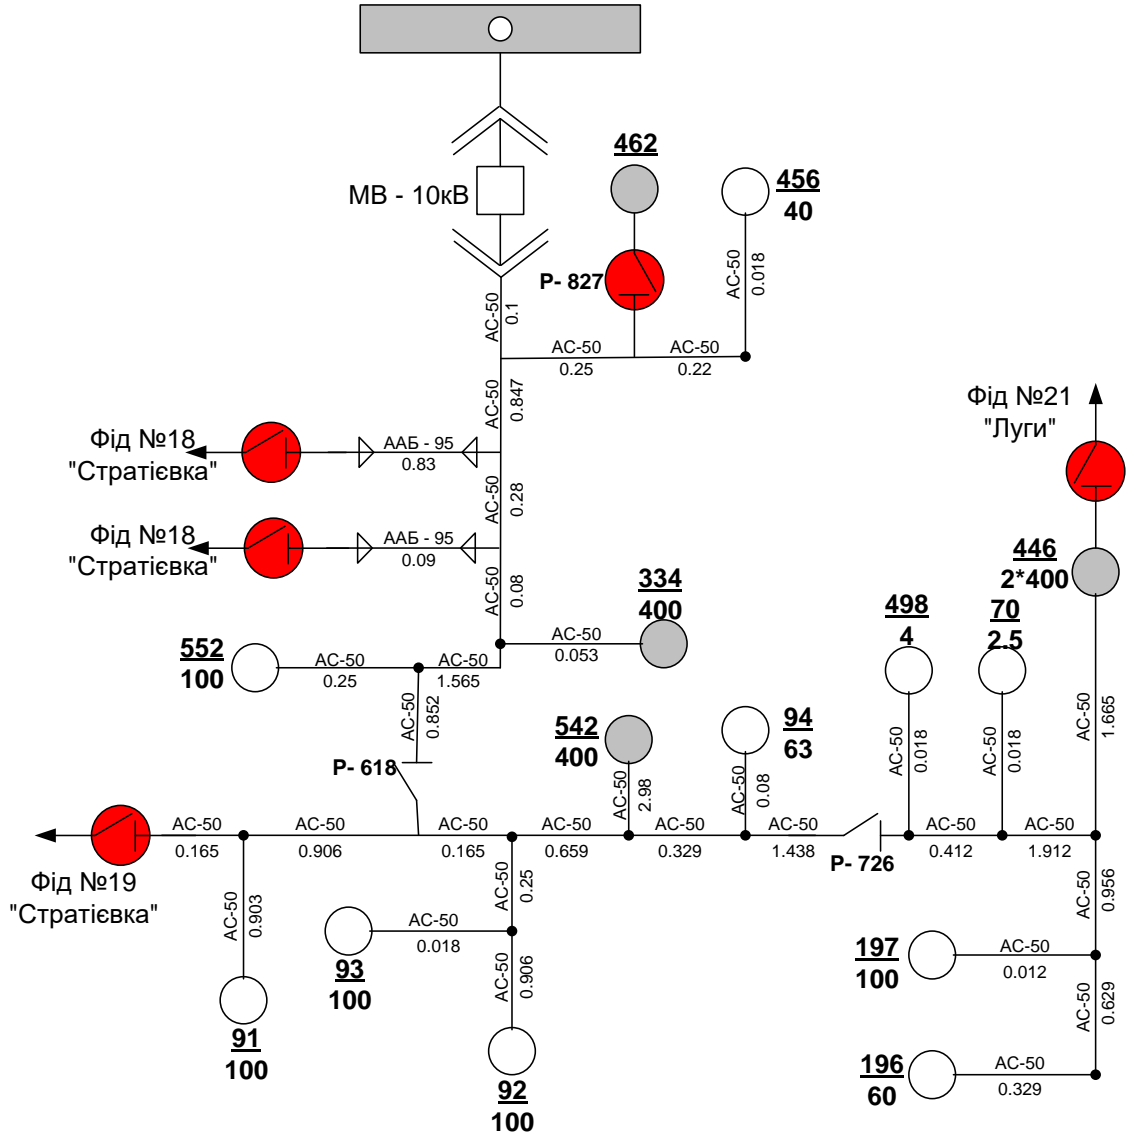 462
456
40
МВ - 10кВ
Р- 827
АС-50
0.018
АС-50
0.1
АС-50
0.25
АС-50
0.22
АС-50
0.847
Фід №21
"Луги"
Фід №18
"Стратієвка"
ААБ - 95
0.83
АС-50
0.28
Фід №18
"Стратієвка"
ААБ - 95
0.09
АС-50
0.08
446
2*400
334
400
498
4
70
2.5
552
100
АС-50
0.25
АС-50
1.565
АС-50
0.053
АС-50
0.852
Р- 618
542
400
АС-50
2.98
94
63
АС-50
0.08
АС-50
0.018
АС-50
0.018
АС-50
1.665
АС-50
0.165
АС-50
0.906
АС-50
0.165
АС-50
0.659
АС-50
0.329
АС-50
1.438
Р- 726
АС-50
0.412
АС-50
1.912
Фід №19
"Стратієвка"
АС-50
0.903
АС-50
0.25
АС-50
0.956
93
100
АС-50
0.018
АС-50
0.906
197
100
АС-50
0.012
АС-50
0.629
91
100
92
100
196
60
АС-50
0.329